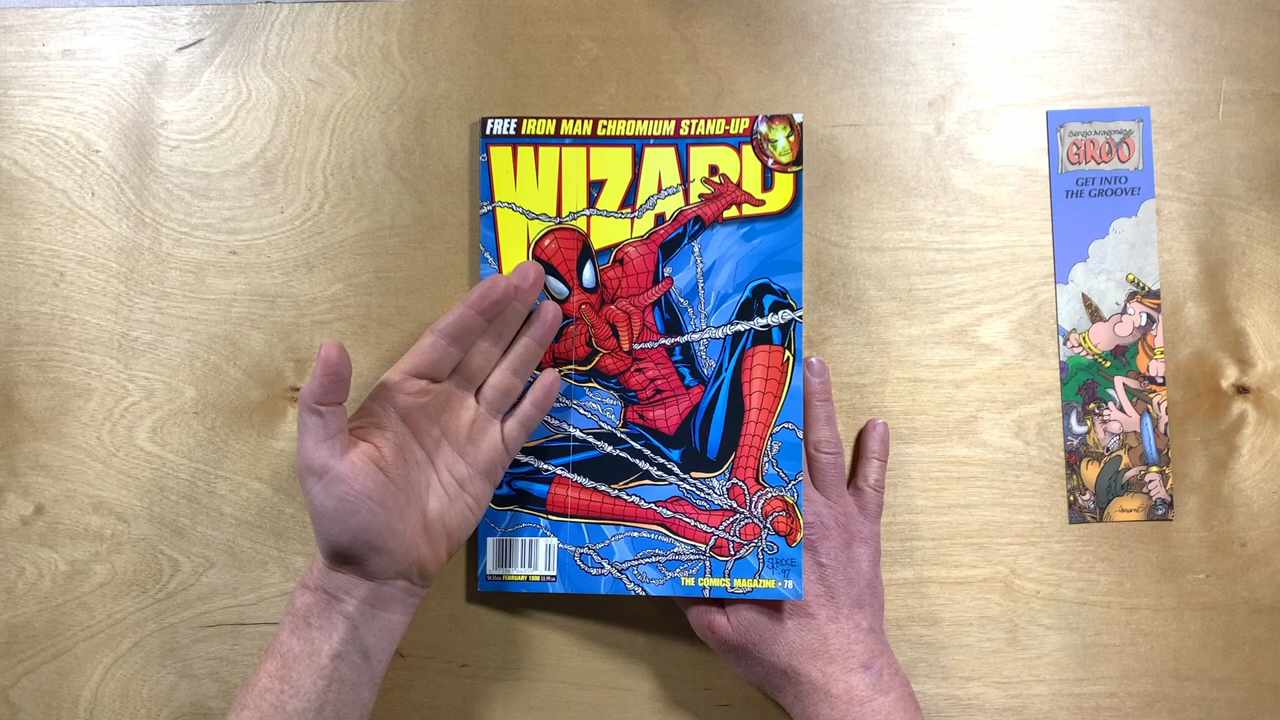 FREE IRON MAN CHROMIUM STAND-UP
WIZARD
FEBRUARY 1998
THE COMICS MAGAZINE • 78
Sergio Aragonés
GROO
GET INTO
THE GROOVE!